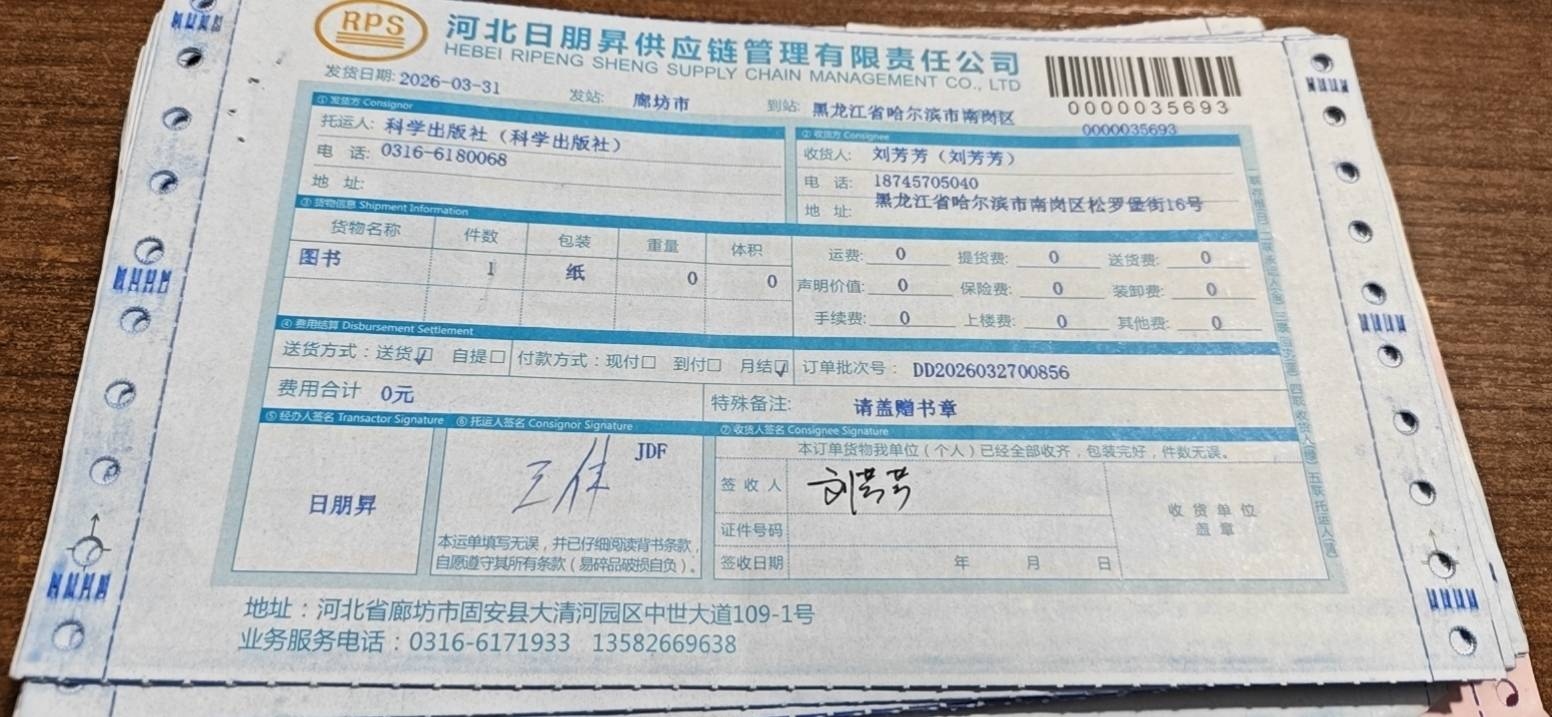 RPS
河北日朋昇供应链管理有限责任公司
HEBEI RIPENG SHENG SUPPLY CHAIN MANAGEMENT CO., LTD
0000035693
发货日期: 2026-03-31 发站: 廊坊市 到站: 黑龙江省哈尔滨市南岗区
0000035693
① 发货方 Consignor
托运人: 科学出版社（科学出版社）
电 话: 0316-6180068
地 址:
② 收货方 Consignee
收货人: 刘芳芳（刘芳芳）
电 话: 18745705040
地 址: 黑龙江省哈尔滨市南岗区松罗堡街16号
③ 货物信息 Shipment Information
货物名称 件数 包装 重量 体积
图书 1 纸 0 0
运费: 0 提货费: 0 送货费: 0
声明价值: 0 保险费: 0 装卸费: 0
手续费: 0 上楼费: 0 其他费: 0
④ 费用结算 Disbursement Settlement
送货方式：送货☑ 自提□ 付款方式：现付□ 到付□ 月结☑ 订单批次号： DD2026032700856
费用合计 0元 特殊备注: 请盖赠书章
⑤ 经办人签名 Transactor Signature ⑥ 托运人签名 Consignor Signature ⑦ 收货人签名 Consignee Signature
日朋昇
JDF
王佳
本运单填写无误，并已仔细阅读背书条款，
自愿遵守其所有条款（易碎品破损自负）。
本订单货物我单位（个人）已经全部收齐，包装完好，件数无误。
签 收 人 刘芳芳
证件号码
签收日期 年 月 日
收 货 单 位
盖 章
地址：河北省廊坊市固安县大清河园区中世大道109-1号
业务服务电话：0316-6171933 13582669638